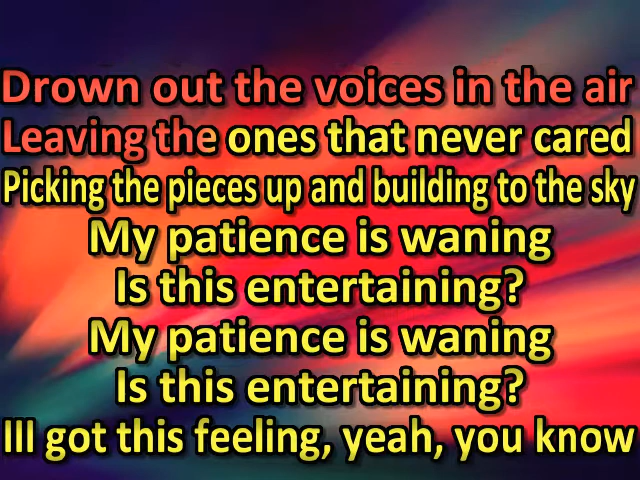 Drown out the voices in the air
Leaving the ones that never cared
Picking the pieces up and building to the sky
My patience is waning
Is this entertaining?
My patience is waning
Is this entertaining?
III got this feeling, yeah, you know